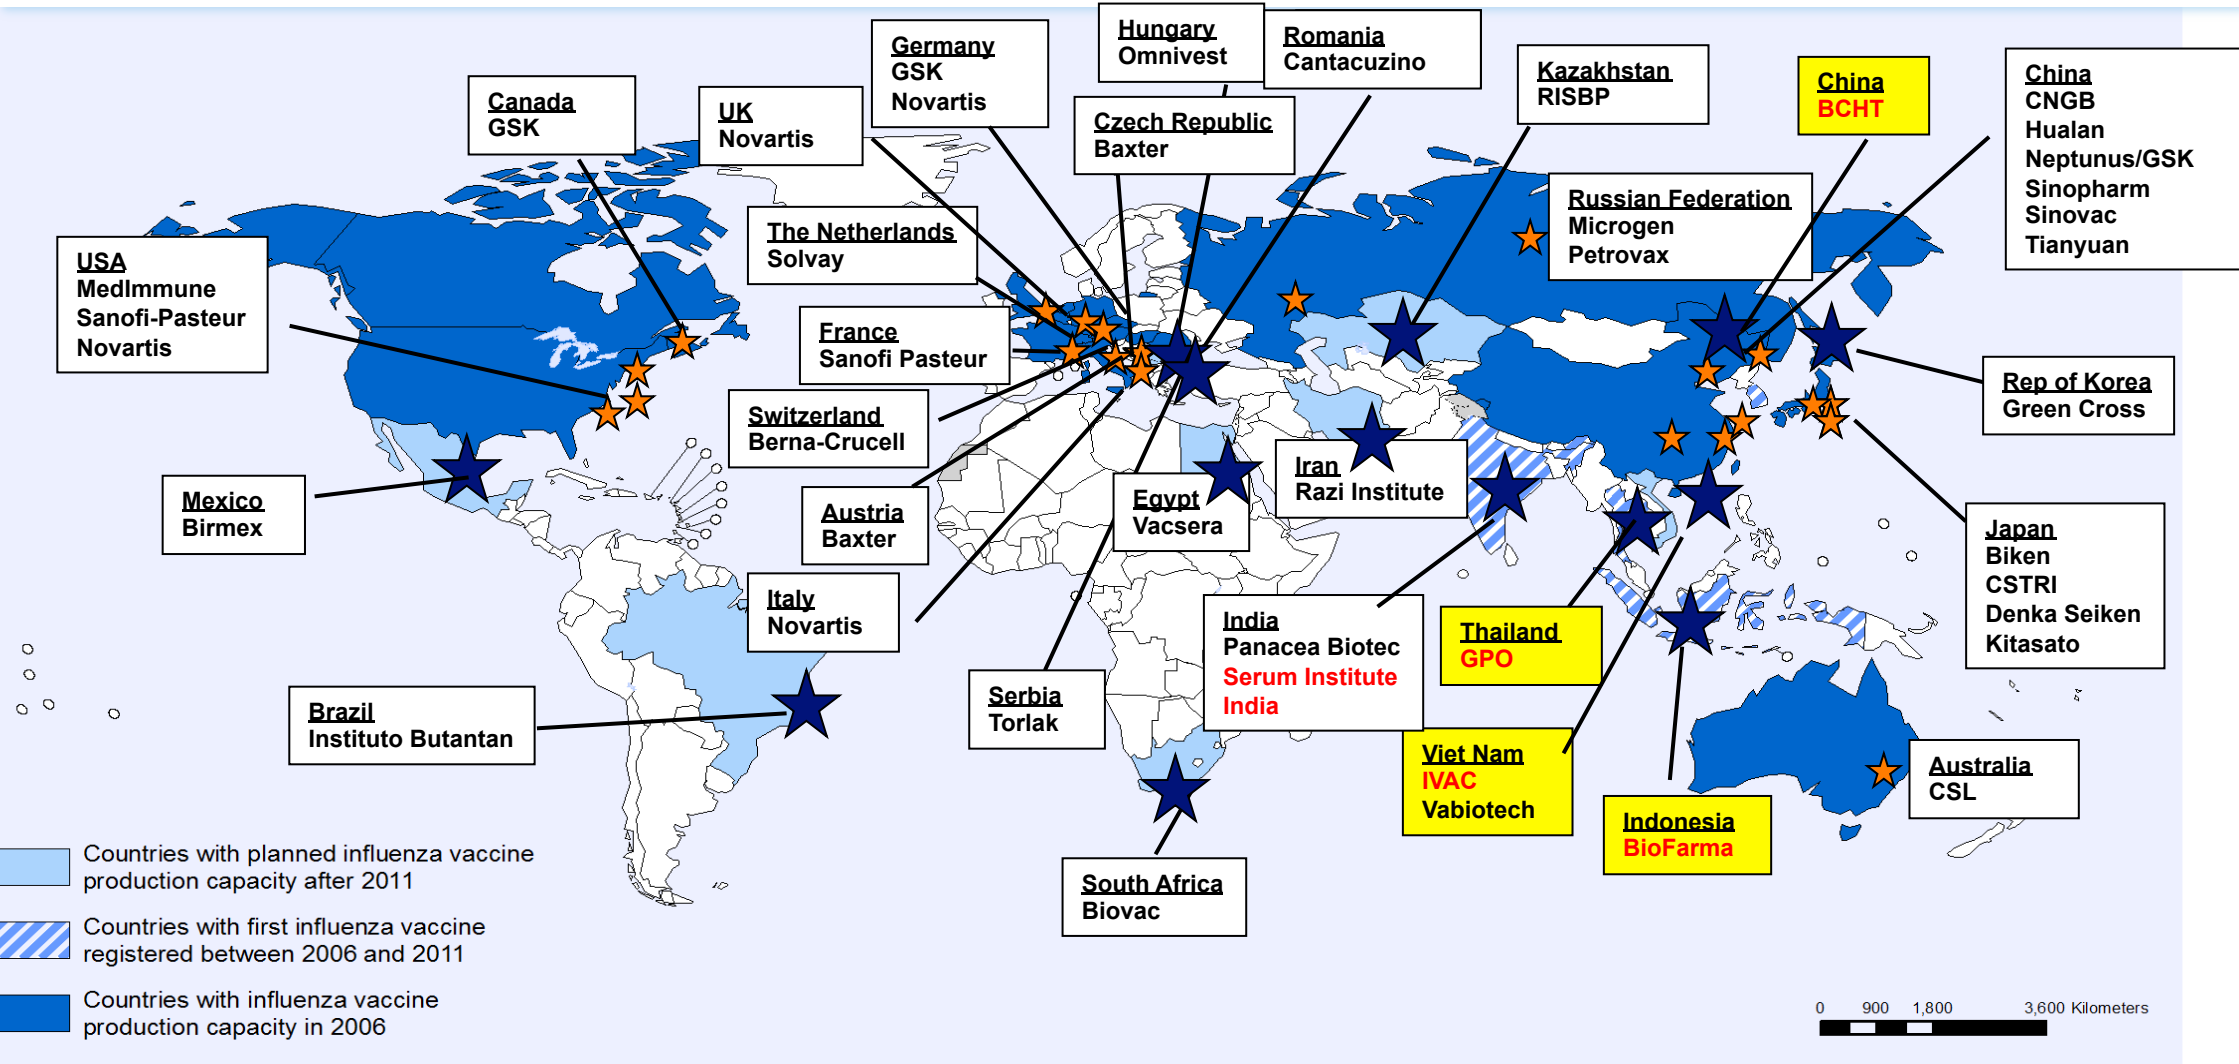 Hungary
Omnivest
Romania
Cantacuzino
Germany
GSK
Novartis
Kazakhstan
RISBP
China
BCHT
China
CNGB
Hualan
Neptunus/GSK
Sinopharm
Sinovac
Tianyuan
Canada
GSK
UK
Novartis
Czech Republic
Baxter
Russian Federation
Microgen
Petrovax
The Netherlands
Solvay
USA
MedImmune
Sanofi-Pasteur
Novartis
France
Sanofi Pasteur
Rep of Korea
Green Cross
Switzerland
Berna-Crucell
Iran
Razi Institute
Mexico
Birmex
Austria
Baxter
Egypt
Vacsera
Japan
Biken
CSTRI
Denka Seiken
Kitasato
Italy
Novartis
India
Panacea Biotec
Serum Institute
India
Thailand
GPO
Serbia
Torlak
Brazil
Instituto Butantan
Viet Nam
IVAC
Vabiotech
Australia
CSL
Indonesia
BioFarma
South Africa
Biovac
Countries with planned influenza vaccine
production capacity after 2011
Countries with first influenza vaccine
registered between 2006 and 2011
Countries with influenza vaccine
production capacity in 2006
0 900 1,800 3,600 Kilometers